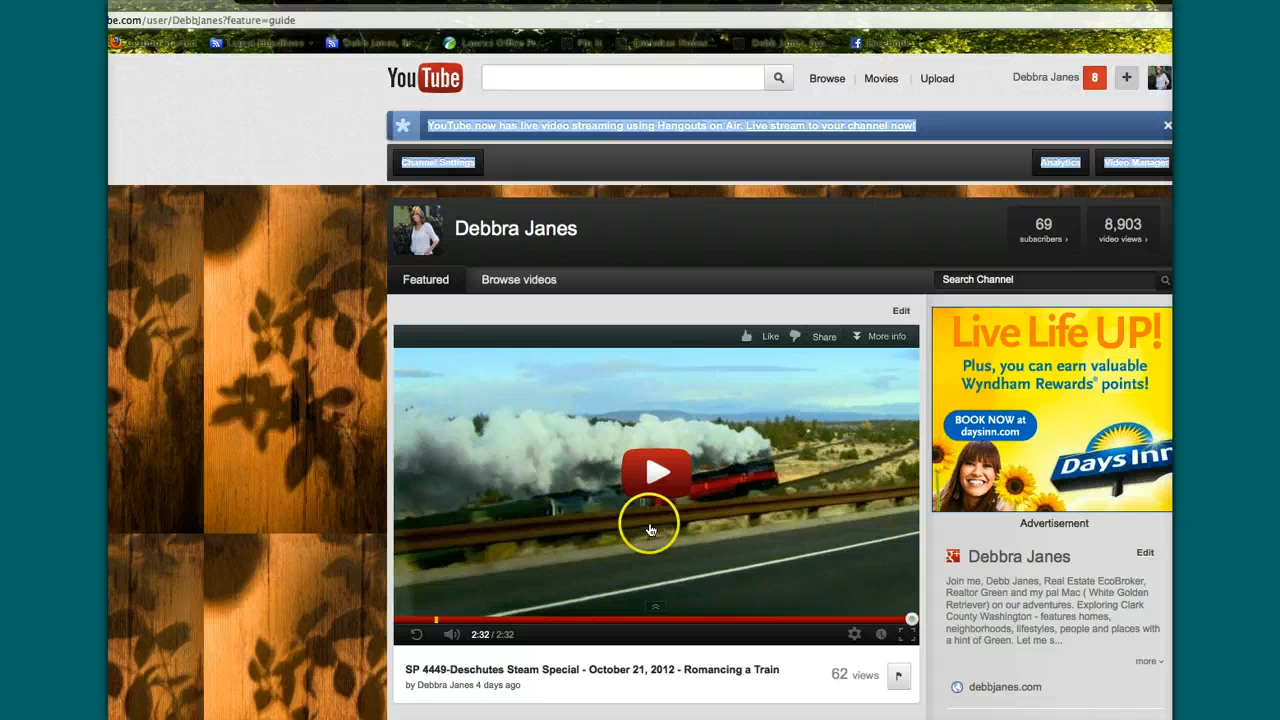 be.com/user/DebbJanes?feature=guide
YouTube
Browse
Movies
Upload
Debbra Janes
8
+
YouTube now has live video streaming using Hangouts on Air. Live stream to your channel now!
Channel Settings
Analytics
Video Manager
Debbra Janes
69
subscribers ›
8,903
video views ›
Featured
Browse videos
Search Channel
Edit
Like
Share
More info
2:32 / 2:32
SP 4449-Deschutes Steam Special - October 21, 2012 - Romancing a Train
by Debbra Janes 4 days ago
62 views
Live Life UP!
Plus, you can earn valuable
Wyndham Rewards® points!
BOOK NOW at
daysinn.com
Days Inn
Advertisement
Debbra Janes
Edit
Join me, Debb Janes, Real Estate EcoBroker,
Realtor Green and my pal Mac ( White Golden
Retriever) on our adventures. Exploring Clark
County Washington - features homes,
neighborhoods, lifestyles, people and places with
a hint of Green. Let me s...
more
debbjanes.com